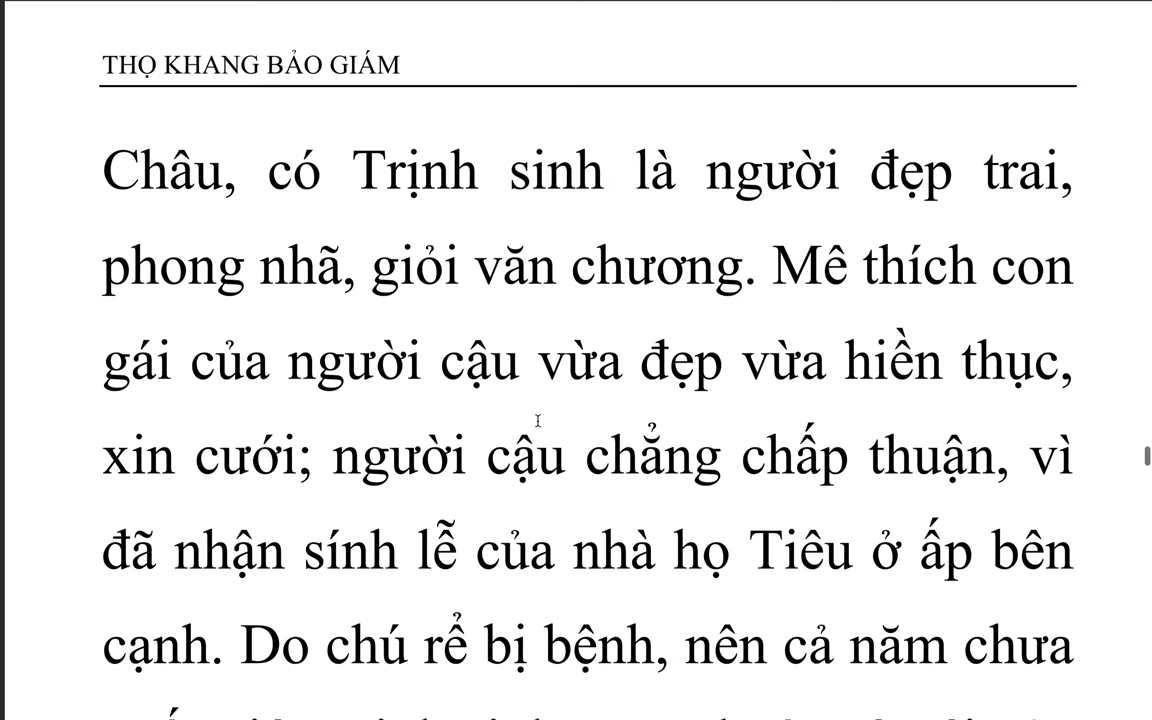 THỌ KHANG BẢO GIÁM
Châu, có Trịnh sinh là người đẹp trai,
phong nhã, giỏi văn chương. Mê thích con
gái của người cậu vừa đẹp vừa hiền thục,
xin cưới; người cậu chẳng chấp thuận, vì
đã nhận sính lễ của nhà họ Tiêu ở ấp bên
cạnh. Do chú rể bị bệnh, nên cả năm chưa